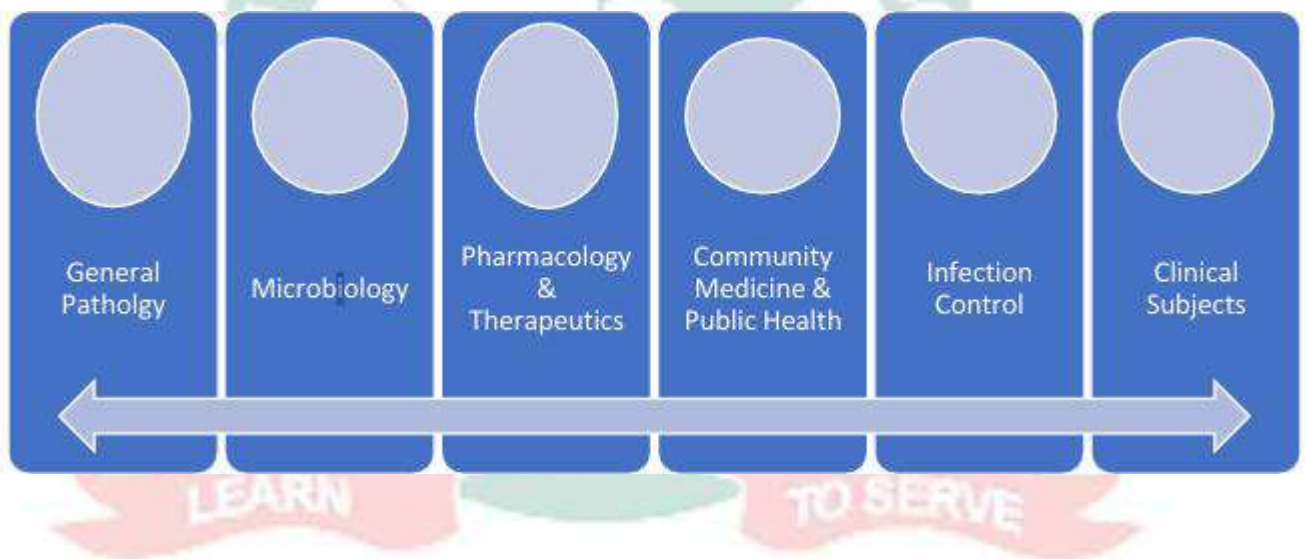 General
Patholgy
Microbiology
Pharmacology
&
Therapeutics
Community
Medicine &
Public Health
Infection
Control
Clinical
Subjects
LEARN
TO SERVE